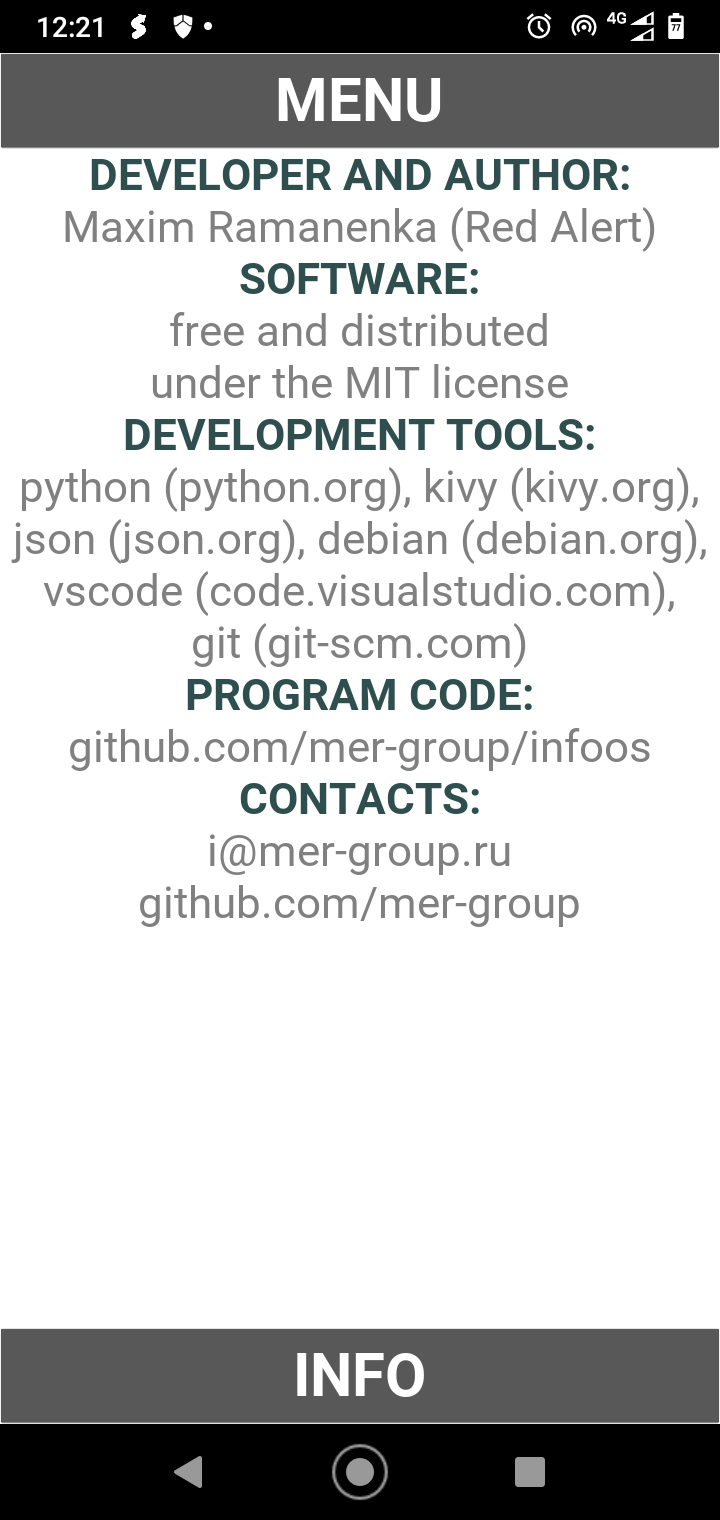 12:21
4G
77
MENU
DEVELOPER AND AUTHOR:
Maxim Ramanenka (Red Alert)
SOFTWARE:
free and distributed
under the MIT license
DEVELOPMENT TOOLS:
python (python.org), kivy (kivy.org),
json (json.org), debian (debian.org),
vscode (code.visualstudio.com),
git (git-scm.com)
PROGRAM CODE:
github.com/mer-group/infoos
CONTACTS:
i@mer-group.ru
github.com/mer-group
INFO